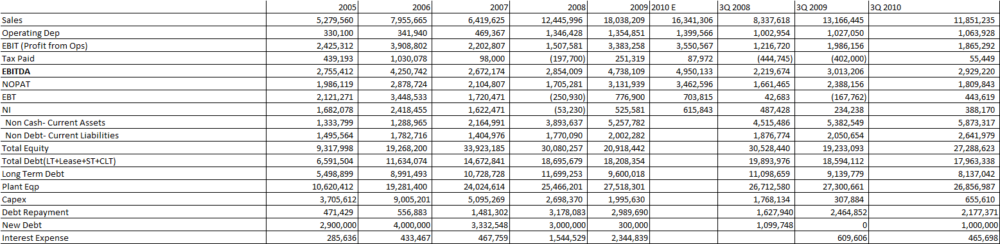 2005 2006 2007 2008 2009 2010 E 3Q 2008 3Q 2009 3Q 2010
Sales 5,279,560 7,955,665 6,419,625 12,445,996 18,038,209 16,341,306 8,337,618 13,166,445 11,851,235
Operating Dep 330,100 341,940 469,367 1,346,428 1,354,851 1,399,566 1,002,954 1,027,050 1,063,928
EBIT (Profit from Ops) 2,425,312 3,908,802 2,202,807 1,507,581 3,383,258 3,550,567 1,216,720 1,986,156 1,865,292
Tax Paid 439,193 1,030,078 98,000 (197,700) 251,319 87,972 (444,745) (402,000) 55,449
EBITDA 2,755,412 4,250,742 2,672,174 2,854,009 4,738,109 4,950,133 2,219,674 3,013,206 2,929,220
NOPAT 1,986,119 2,878,724 2,104,807 1,705,281 3,131,939 3,462,596 1,661,465 2,388,156 1,809,843
EBT 2,121,271 3,448,533 1,720,471 (250,930) 776,900 703,815 42,683 (167,762) 443,619
NI 1,682,078 2,418,455 1,622,471 (53,230) 525,581 615,843 487,428 234,238 388,170
Non Cash- Current Assets 1,333,799 1,288,965 2,164,991 3,893,637 5,257,782 4,515,486 5,382,549 5,873,317
Non Debt- Current Liabilities 1,495,564 1,782,716 1,404,976 1,770,090 2,002,282 1,876,774 2,050,654 2,641,979
Total Equity 9,317,998 19,268,200 33,923,185 30,080,257 20,918,442 30,528,440 19,233,093 27,288,623
Total Debt(LT+Lease+ST+CLT) 6,591,504 11,634,074 14,672,841 18,695,679 18,208,354 19,893,976 18,594,112 17,963,338
Long Term Debt 5,498,899 8,991,493 10,728,728 11,699,253 9,600,018 11,098,659 9,139,779 8,137,042
Plant Eqp 10,620,412 19,281,400 24,024,614 25,466,201 27,518,301 26,712,580 27,300,661 26,856,987
Capex 3,705,612 9,005,201 5,095,269 2,698,370 1,995,630 1,768,134 307,884 655,610
Debt Repayment 471,429 556,883 1,481,302 3,178,083 2,989,690 1,627,940 2,464,852 2,177,371
New Debt 2,900,000 4,000,000 3,332,548 3,000,000 300,000 1,099,748 0 1,000,000
Interest Expense 285,636 433,467 467,759 1,544,529 2,344,839 609,606 465,698